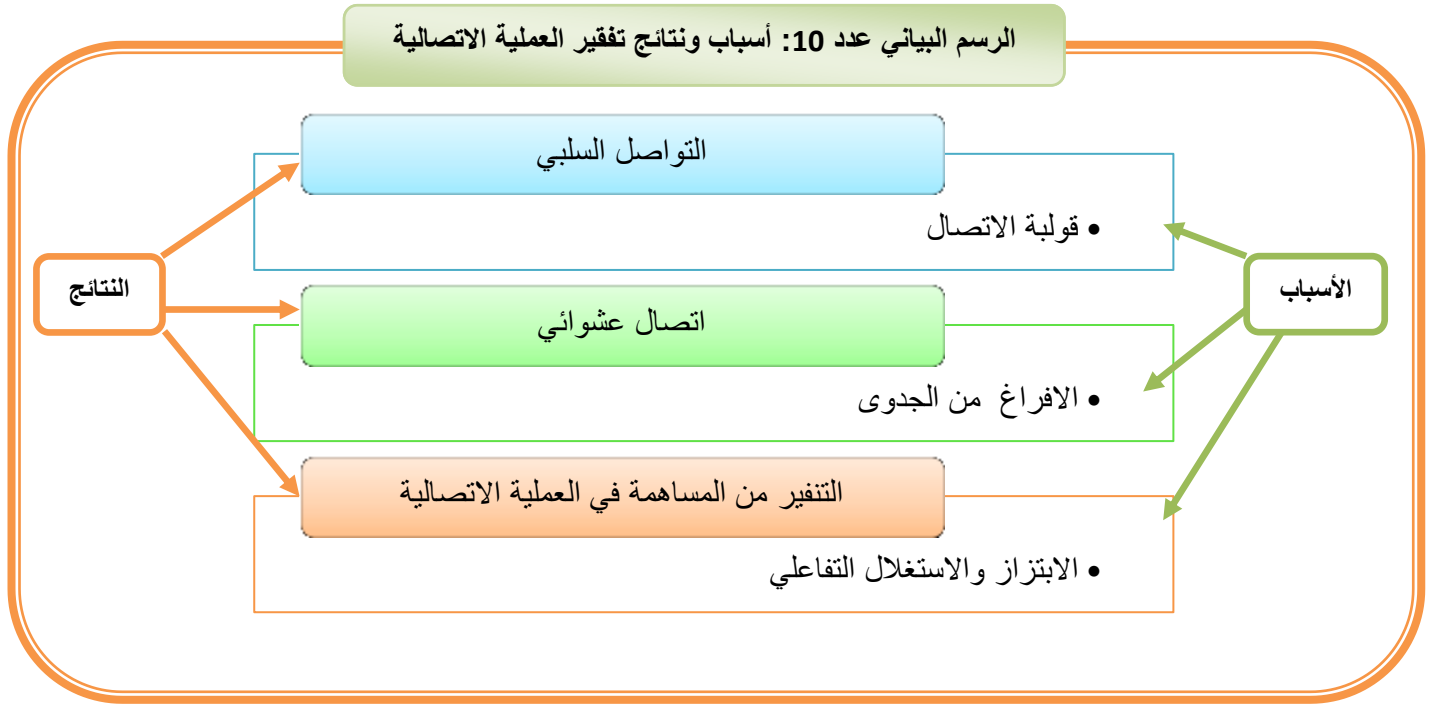 الرسم البياني عدد 10: أسباب ونتائج تفقير العملية الاتصالية
التواصل السلبي
• قولبة الاتصال
الأسباب
النتائج
اتصال عشوائي
• الافراغ من الجدوى
التنفير من المساهمة في العملية الاتصالية
• الابتزاز والاستغلال التفاعلي